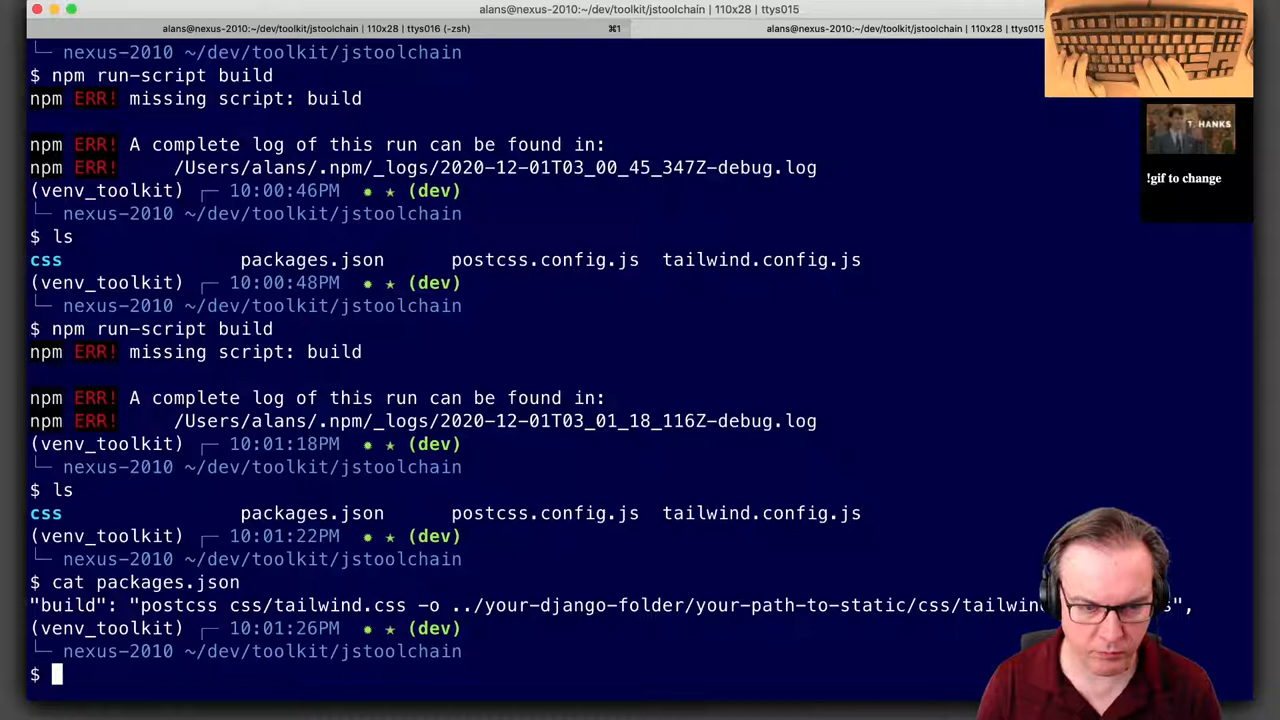 alans@nexus-2010:~/dev/toolkit/jstoolchain | 110x28 | ttys015
alans@nexus-2010:~/dev/toolkit/jstoolchain | 110x28 | ttys016 (-zsh) ⌘1 alans@nexus-2010:~/dev/toolkit/jstoolchain | 110x28 | ttys015
└─ nexus-2010 ~/dev/toolkit/jstoolchain
$ npm run-script build
npm ERR! missing script: build
npm ERR! A complete log of this run can be found in:
npm ERR!     /Users/alans/.npm/_logs/2020-12-01T03_00_45_347Z-debug.log
(venv_toolkit) ┌─ 10:00:46PM ✹ ★ (dev)
└─ nexus-2010 ~/dev/toolkit/jstoolchain
$ ls
css packages.json postcss.config.js tailwind.config.js
(venv_toolkit) ┌─ 10:00:48PM ✹ ★ (dev)
└─ nexus-2010 ~/dev/toolkit/jstoolchain
$ npm run-script build
npm ERR! missing script: build
npm ERR! A complete log of this run can be found in:
npm ERR!     /Users/alans/.npm/_logs/2020-12-01T03_01_18_116Z-debug.log
(venv_toolkit) ┌─ 10:01:18PM ✹ ★ (dev)
└─ nexus-2010 ~/dev/toolkit/jstoolchain
$ ls
css packages.json postcss.config.js tailwind.config.js
(venv_toolkit) ┌─ 10:01:22PM ✹ ★ (dev)
└─ nexus-2010 ~/dev/toolkit/jstoolchain
$ cat packages.json
"build": "postcss css/tailwind.css -o ../your-django-folder/your-path-to-static/css/tailwin s",
(venv_toolkit) ┌─ 10:01:26PM ✹ ★ (dev)
└─ nexus-2010 ~/dev/toolkit/jstoolchain
$
T. HANKS
!gif to change